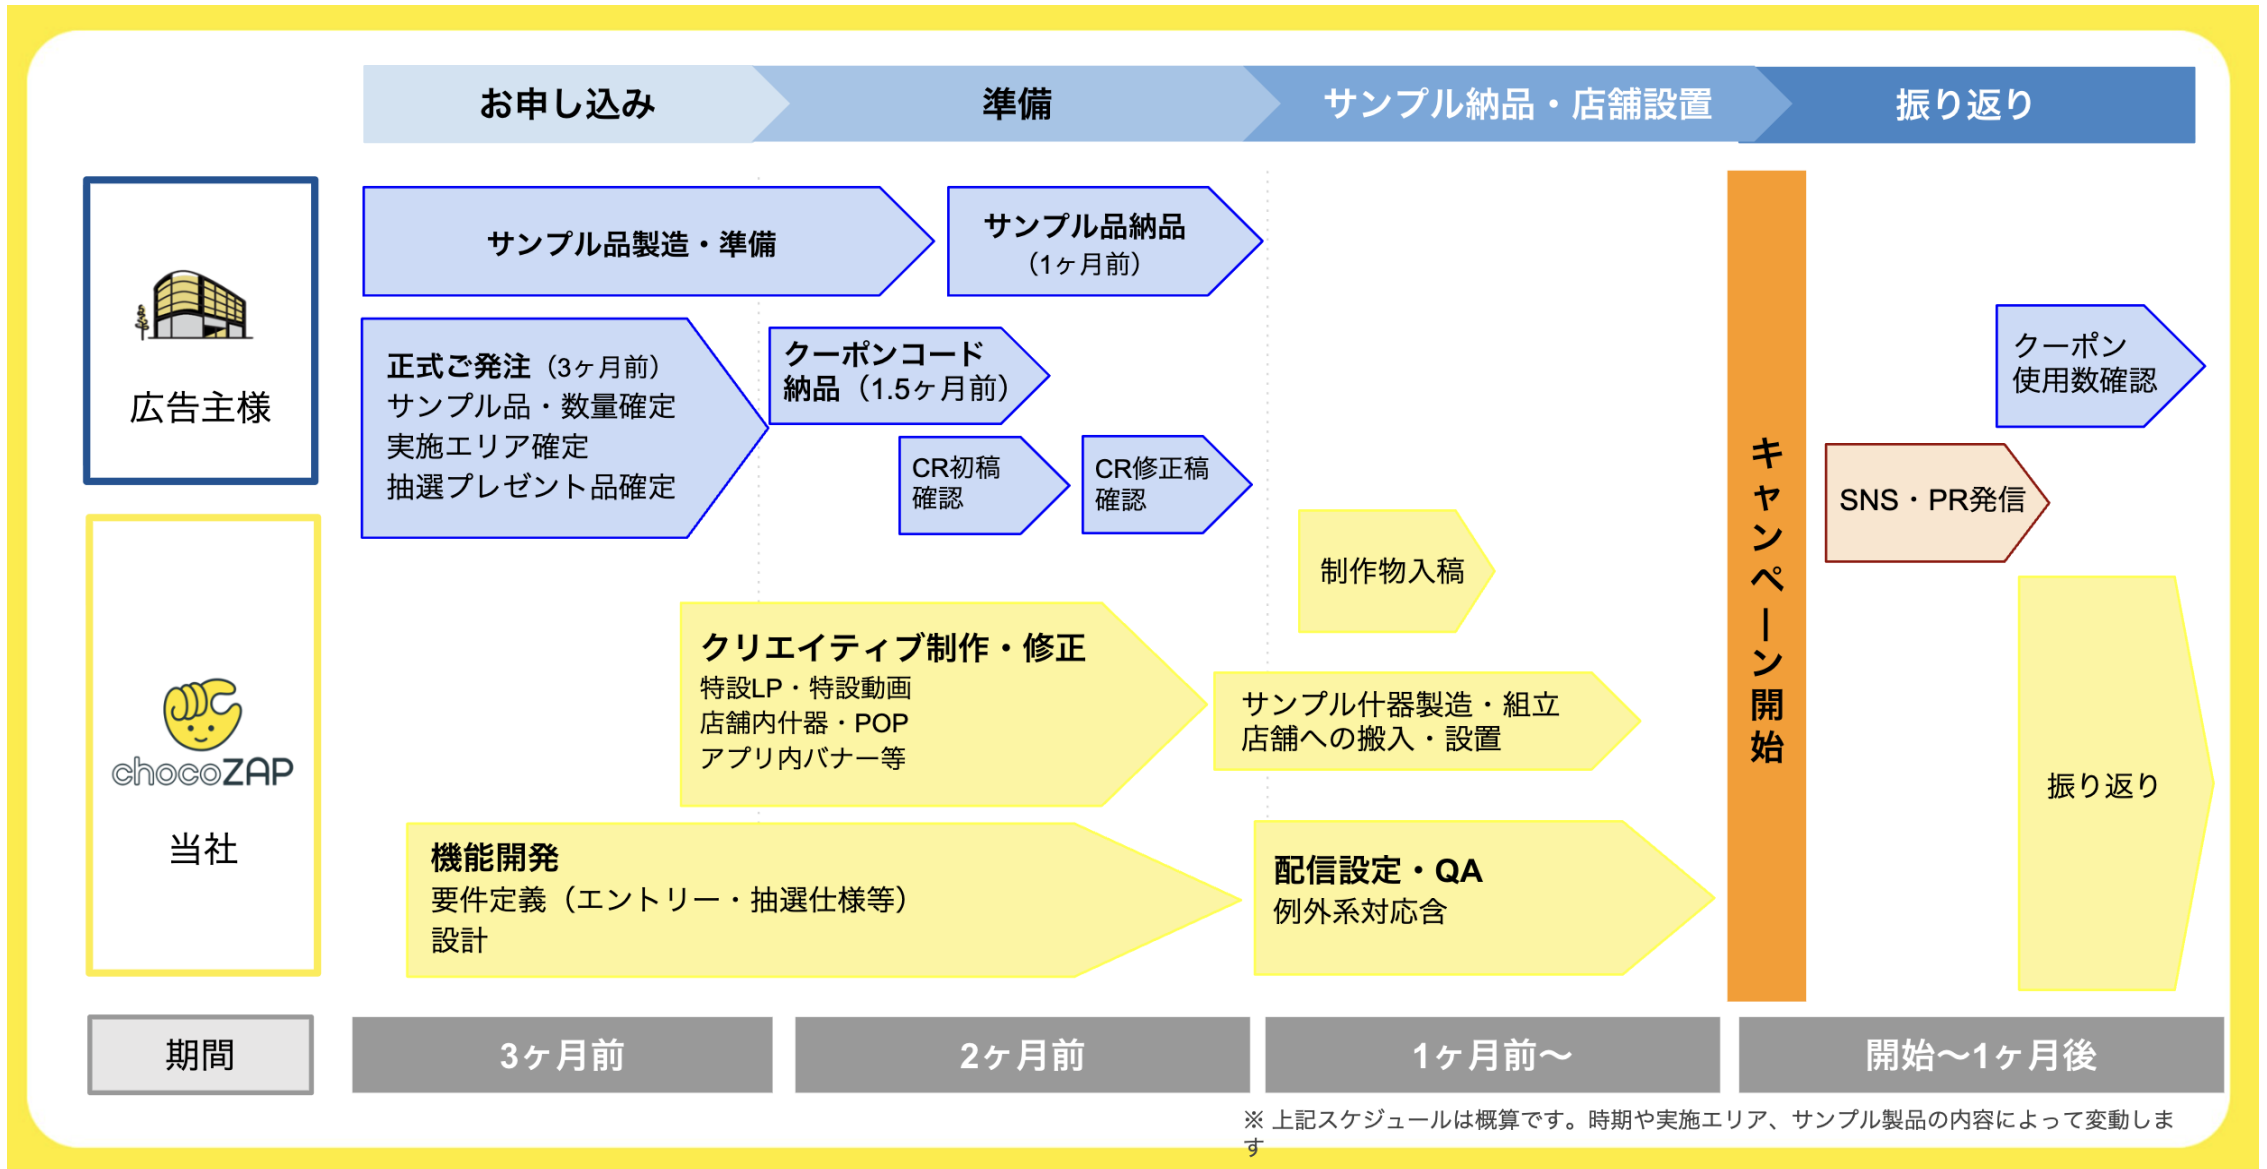 お申し込み
準備
サンプル納品・店舗設置
振り返り
広告主様
サンプル品製造・準備
サンプル品納品
（1ヶ月前）
正式ご発注（3ヶ月前）
サンプル品・数量確定
実施エリア確定
抽選プレゼント品確定
クーポンコード
納品（1.5ヶ月前）
CR初稿
確認
CR修正稿
確認
クーポン
使用数確認
SNS・PR発信
キャンペーン開始
chocoZAP
当社
制作物入稿
クリエイティブ制作・修正
特設LP・特設動画
店舗内什器・POP
アプリ内バナー等
サンプル什器製造・組立
店舗への搬入・設置
機能開発
要件定義（エントリー・抽選仕様等）
設計
配信設定・QA
例外系対応含
振り返り
期間
3ヶ月前
2ヶ月前
1ヶ月前〜
開始〜1ヶ月後
※ 上記スケジュールは概算です。時期や実施エリア、サンプル製品の内容によって変動しま
す